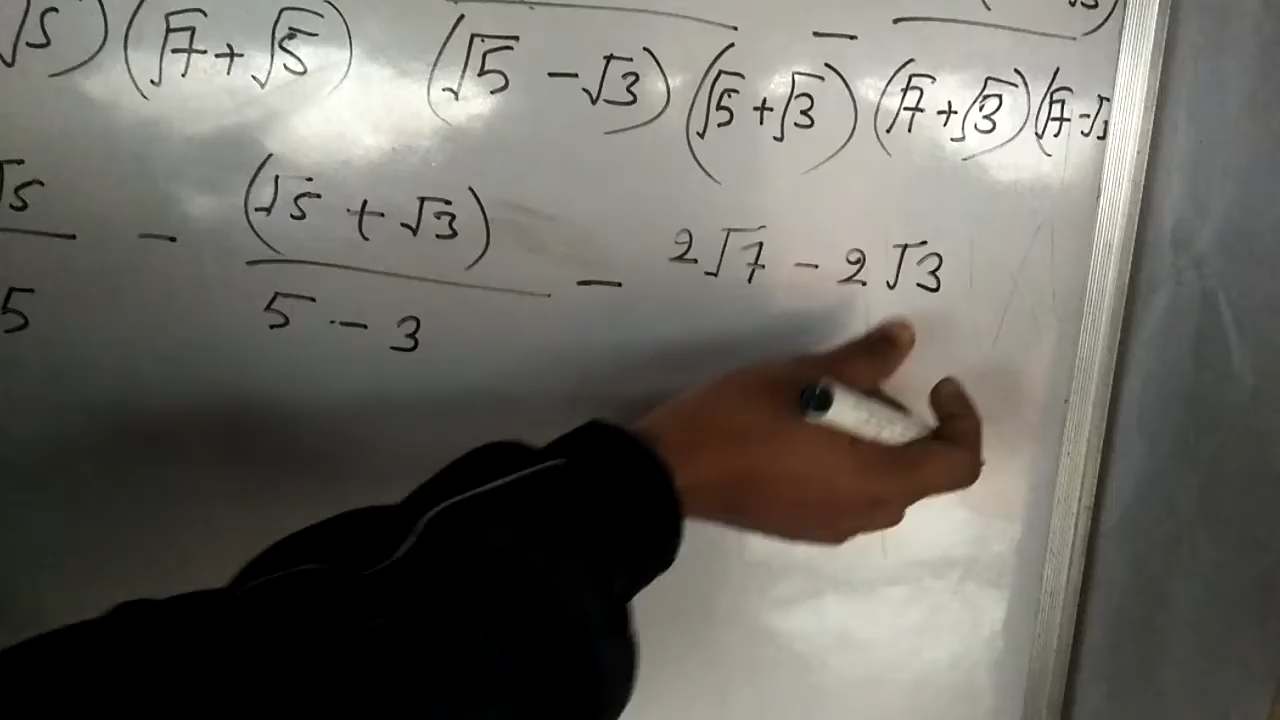 √5)(√7+√5) (√5 -√3)(√5+√3) - (√7+√3)(√7-√3
√5 - (√5 + √3) - 2√7 - 2√3
5 5 - 3